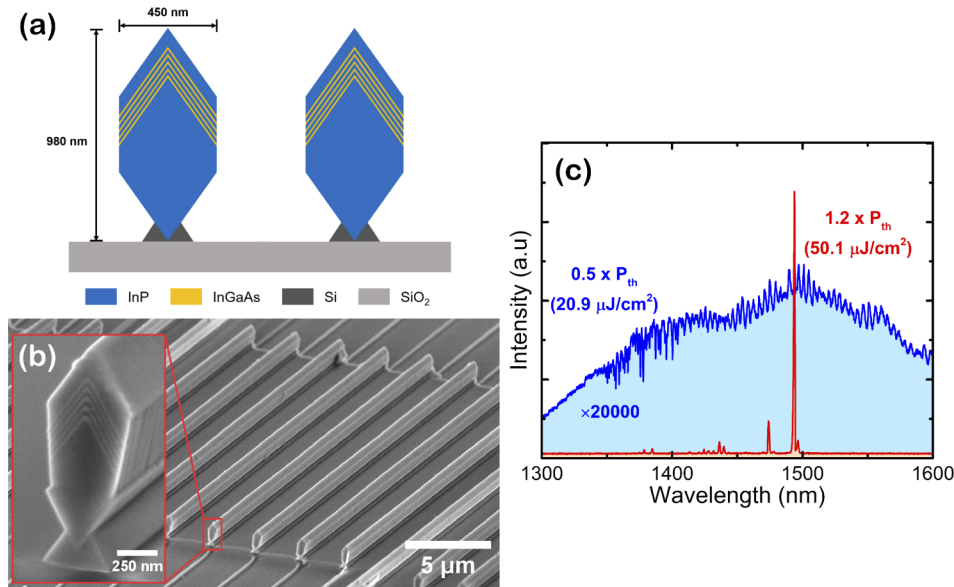 (a)
450 nm
980 nm
InP InGaAs Si SiO₂
(b)
250 nm
5 μm
(c)
1.2 x Pth
(50.1 μJ/cm²)
0.5 x Pth
(20.9 μJ/cm²)
×20000
Intensity (a.u)
1300 1400 1500 1600
Wavelength (nm)